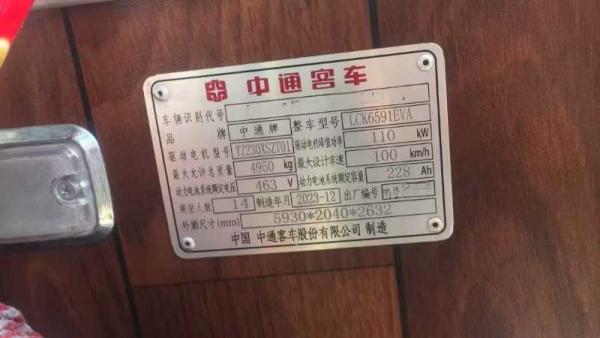 中通客车
车辆识别代号
品牌 中通牌 整车型号 LCK6591EVA
驱动电机型号 TZ230XSZT01 驱动电机峰值功率 110 kW
最大允许总质量 4950 kg 最大设计车速 100 km/h
动力电池系统额定电压 463 V 动力电池系统额定容量 228 Ah
乘坐人数 14 制造年月 2023-12 出厂编号
外廓尺寸(mm) 5930*2040*2632
中国 中通客车股份有限公司 制造